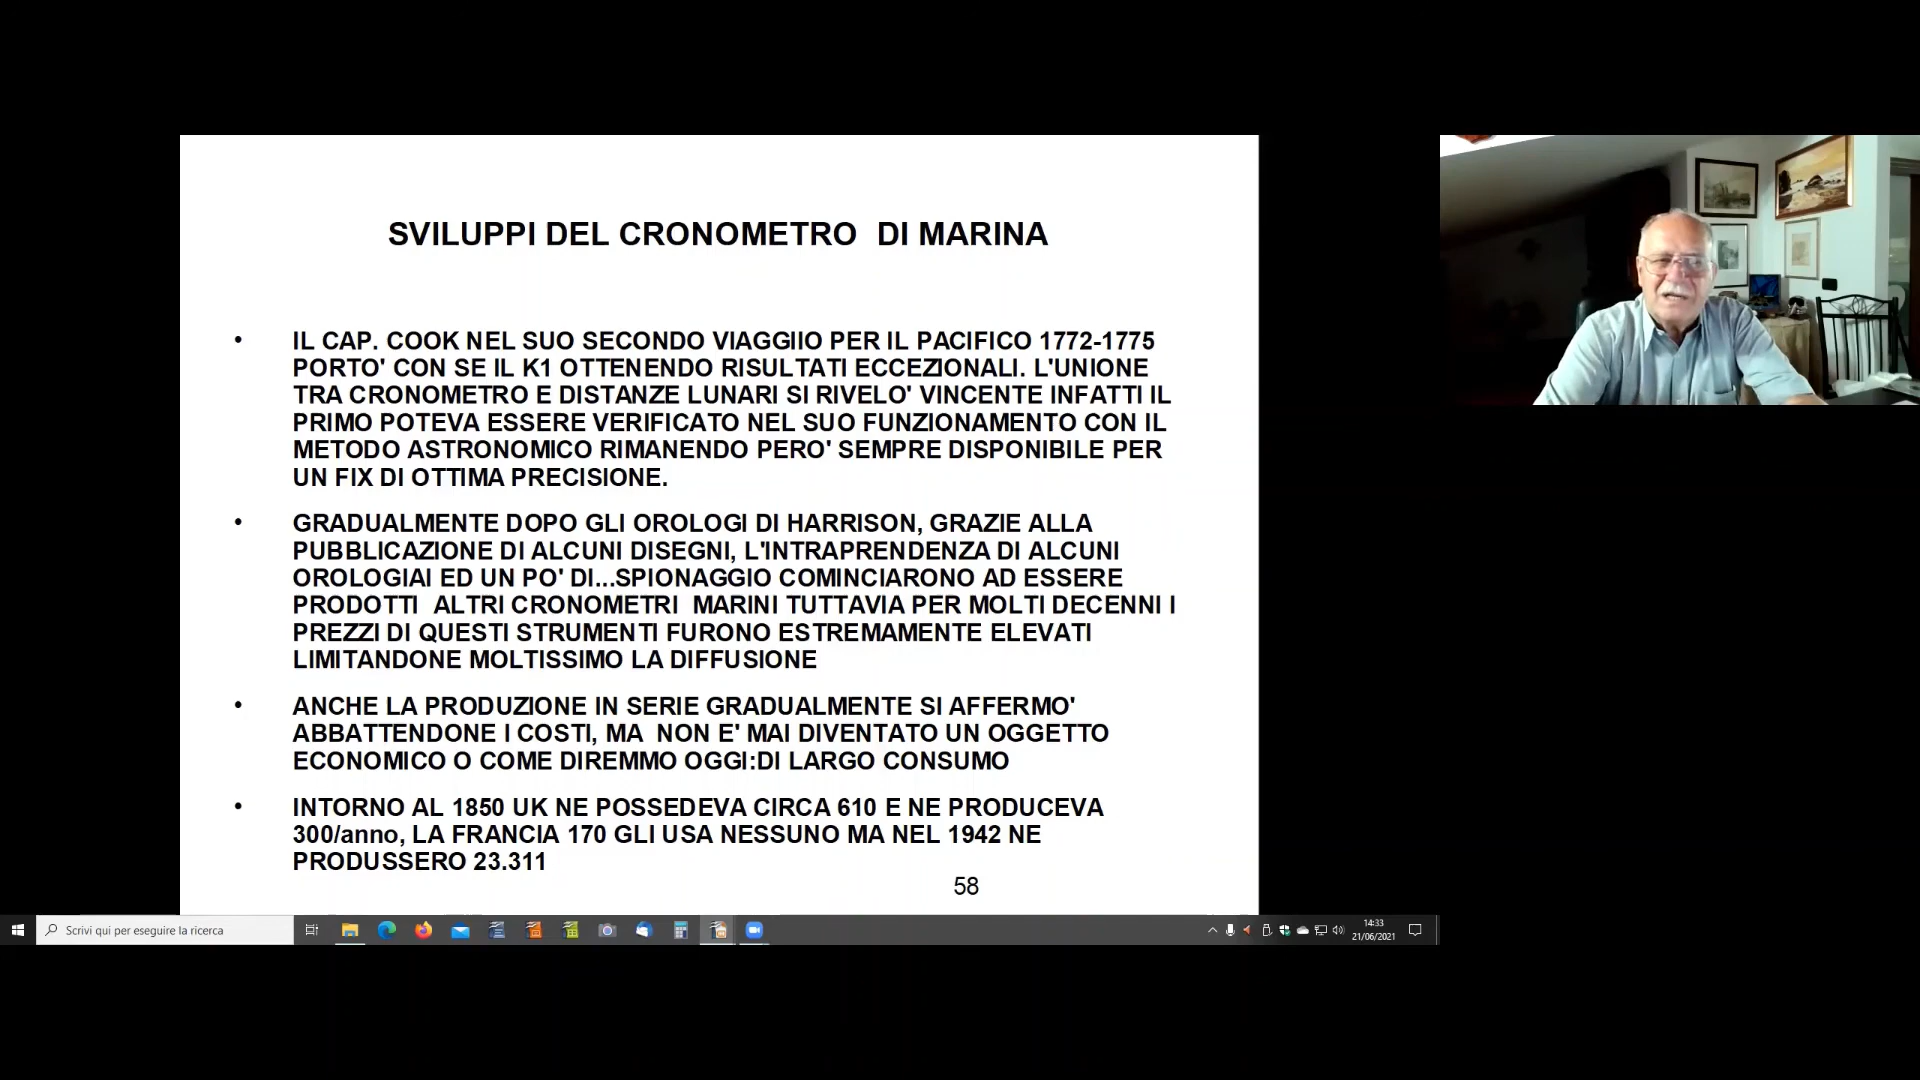 SVILUPPI DEL CRONOMETRO DI MARINA
• IL CAP. COOK NEL SUO SECONDO VIAGGIIO PER IL PACIFICO 1772-1775
PORTO' CON SE IL K1 OTTENENDO RISULTATI ECCEZIONALI. L'UNIONE
TRA CRONOMETRO E DISTANZE LUNARI SI RIVELO' VINCENTE INFATTI IL
PRIMO POTEVA ESSERE VERIFICATO NEL SUO FUNZIONAMENTO CON IL
METODO ASTRONOMICO RIMANENDO PERO' SEMPRE DISPONIBILE PER
UN FIX DI OTTIMA PRECISIONE.
• GRADUALMENTE DOPO GLI OROLOGI DI HARRISON, GRAZIE ALLA
PUBBLICAZIONE DI ALCUNI DISEGNI, L'INTRAPRENDENZA DI ALCUNI
OROLOGIAI ED UN PO' DI...SPIONAGGIO COMINCIARONO AD ESSERE
PRODOTTI ALTRI CRONOMETRI MARINI TUTTAVIA PER MOLTI DECENNI I
PREZZI DI QUESTI STRUMENTI FURONO ESTREMAMENTE ELEVATI
LIMITANDONE MOLTISSIMO LA DIFFUSIONE
• ANCHE LA PRODUZIONE IN SERIE GRADUALMENTE SI AFFERMO'
ABBATTENDONE I COSTI, MA NON E' MAI DIVENTATO UN OGGETTO
ECONOMICO O COME DIREMMO OGGI:DI LARGO CONSUMO
• INTORNO AL 1850 UK NE POSSEDEVA CIRCA 610 E NE PRODUCEVA
300/anno, LA FRANCIA 170 GLI USA NESSUNO MA NEL 1942 NE
PRODUSSERO 23.311
58
Scrivi qui per eseguire la ricerca
14:33
21/06/2021